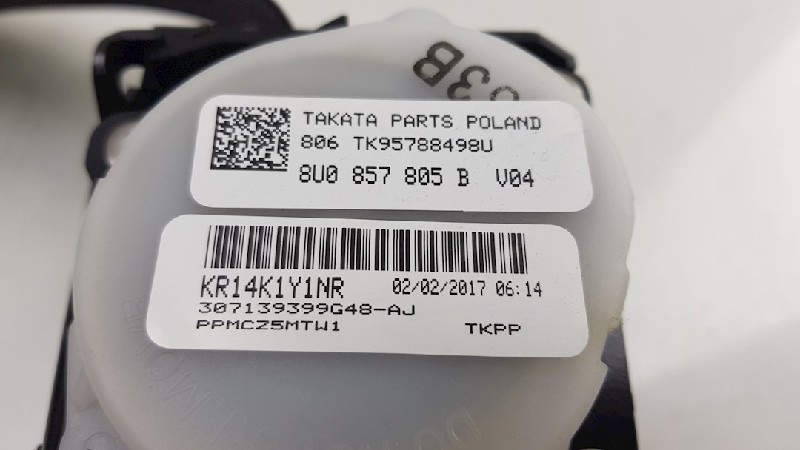 TAKATA PARTS POLAND
806 TK95788498U
8U0 857 805 B V04
KR14K1Y1NR 02/02/2017 06:14
307139399G48-AJ
PPMCZ5MTW1 TKPP